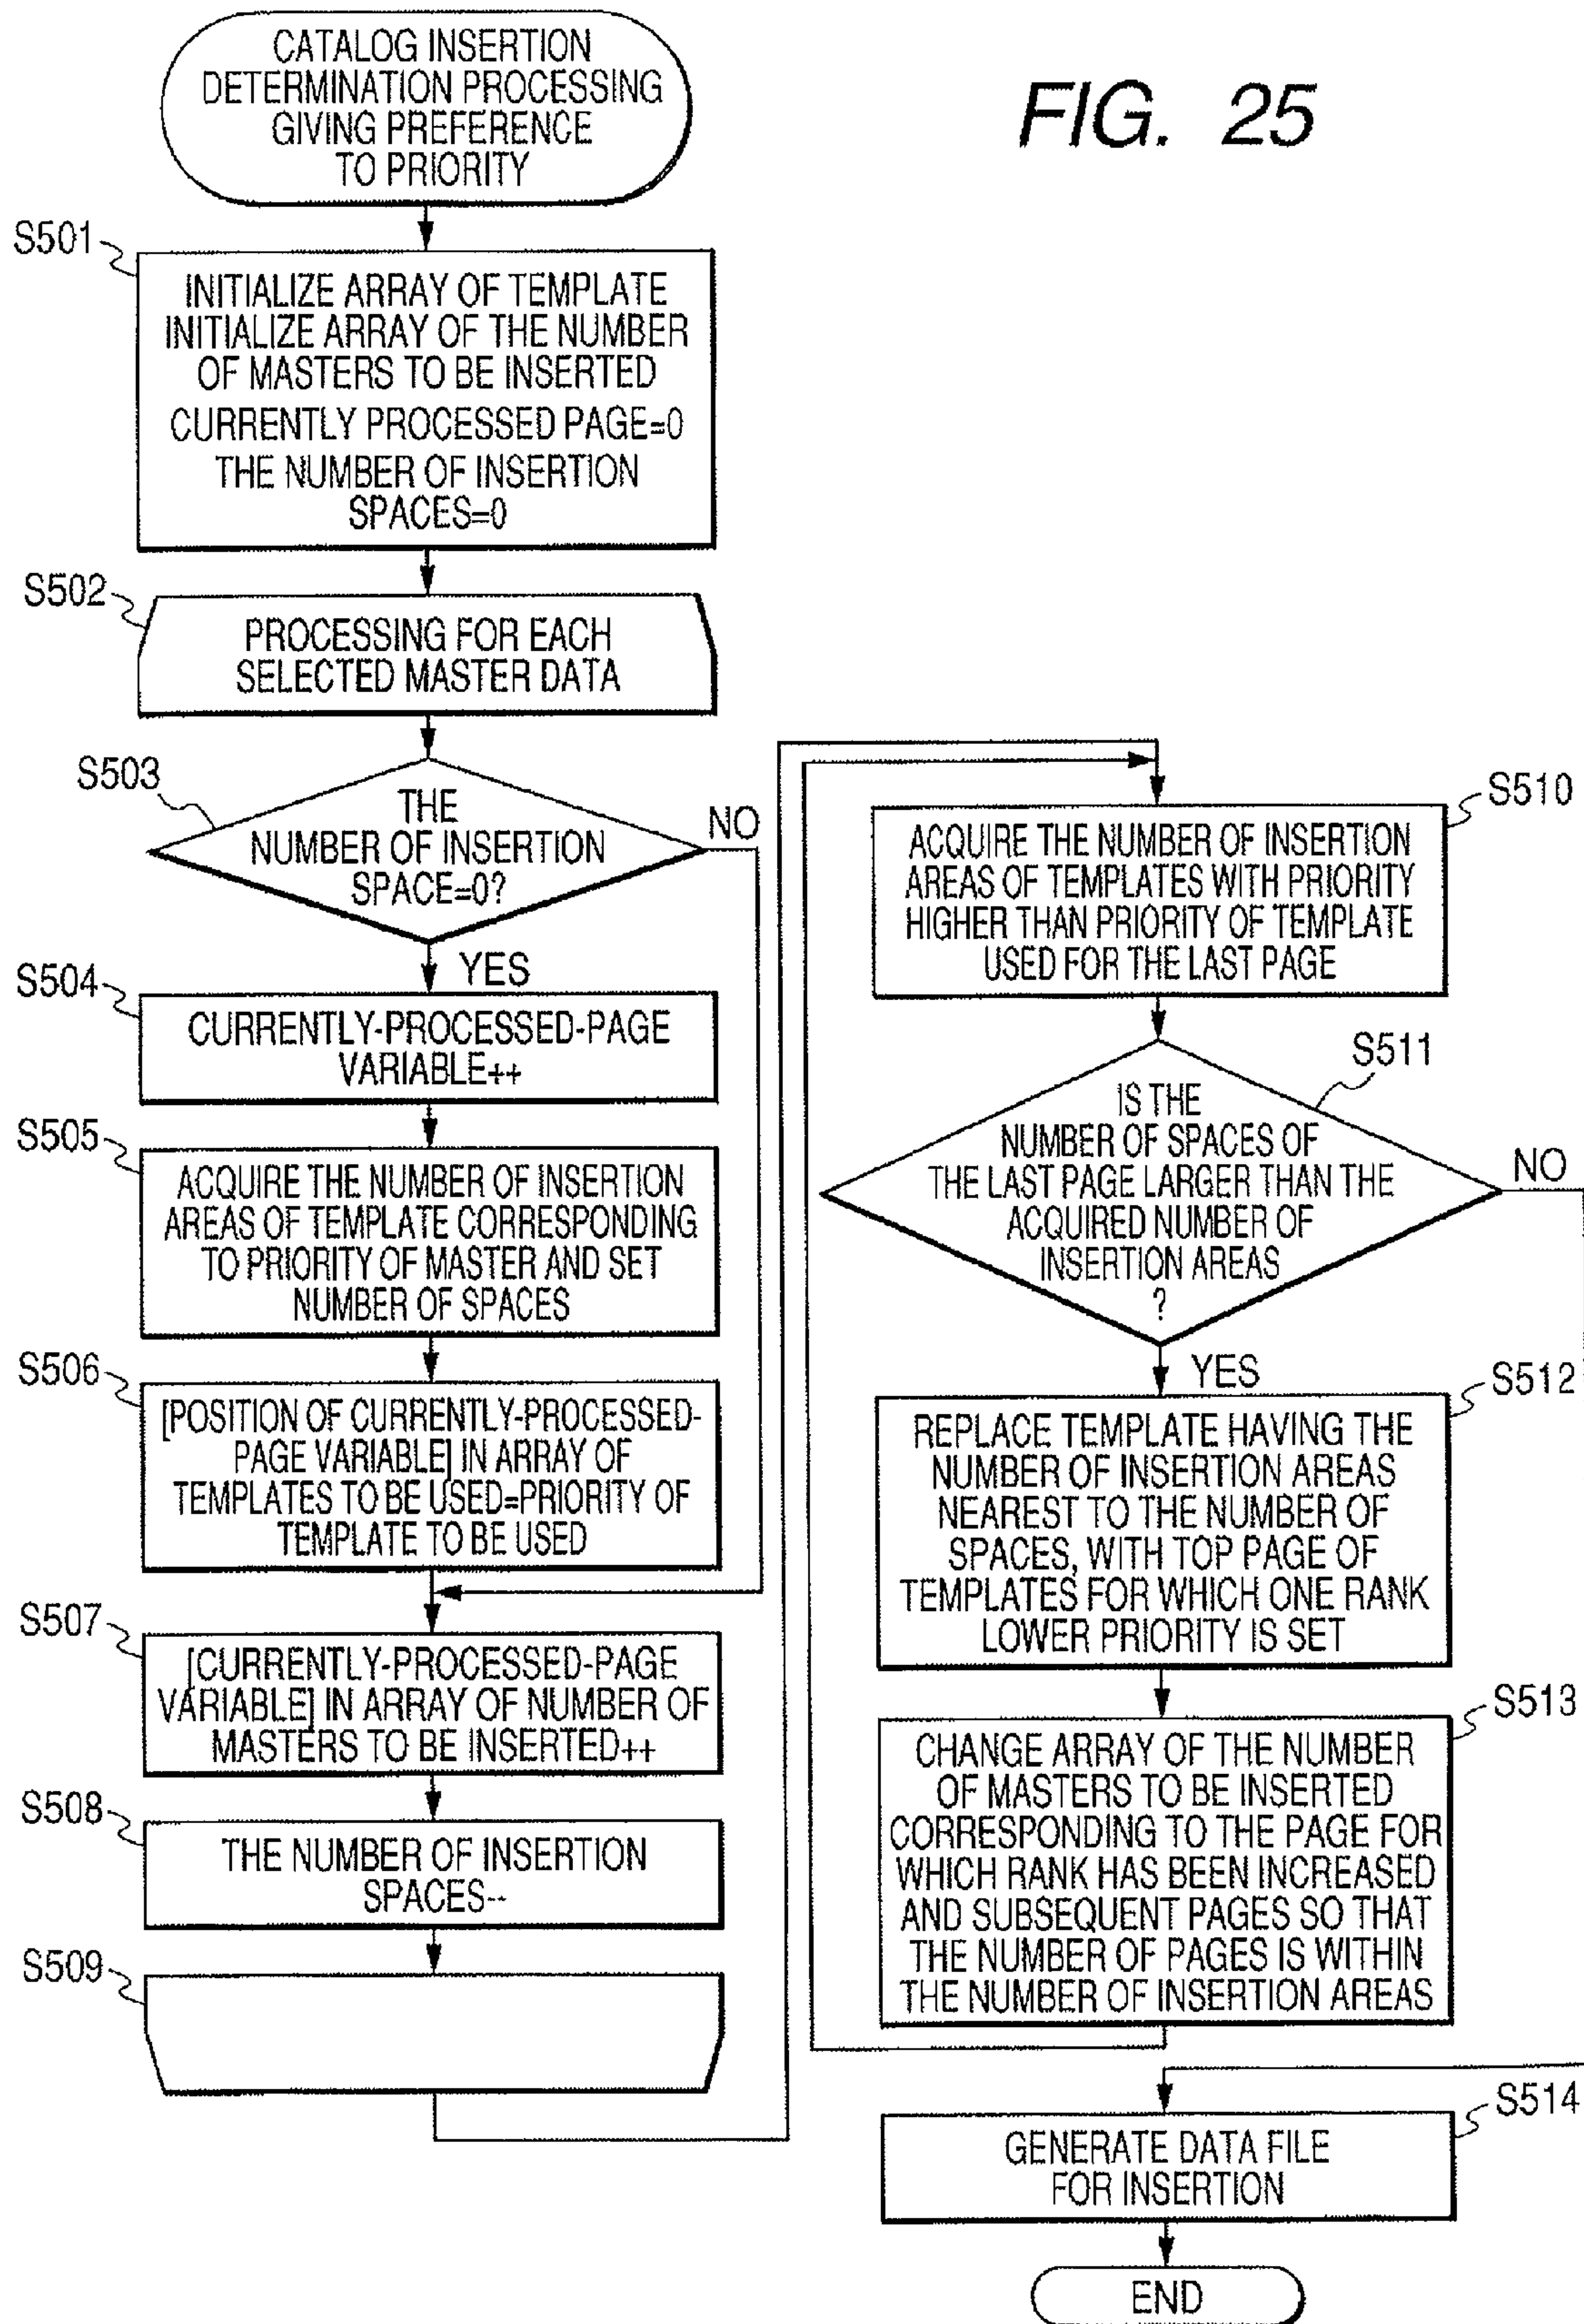 CATALOG INSERTION
DETERMINATION PROCESSING
GIVING PREFERENCE
TO PRIORITY
FIG. 25
S501
INITIALIZE ARRAY OF TEMPLATE
INITIALIZE ARRAY OF THE NUMBER
OF MASTERS TO BE INSERTED
CURRENTLY PROCESSED PAGE=0
THE NUMBER OF INSERTION
SPACES=0
S502
PROCESSING FOR EACH
SELECTED MASTER DATA
S503
THE
NUMBER OF INSERTION
SPACE=0?
NO
YES
S504
CURRENTLY-PROCESSED-PAGE
VARIABLE++
S505
ACQUIRE THE NUMBER OF INSERTION
AREAS OF TEMPLATE CORRESPONDING
TO PRIORITY OF MASTER AND SET
NUMBER OF SPACES
S506
[POSITION OF CURRENTLY-PROCESSED-
PAGE VARIABLE] IN ARRAY OF
TEMPLATES TO BE USED=PRIORITY OF
TEMPLATE TO BE USED
S507
[CURRENTLY-PROCESSED-PAGE
VARIABLE] IN ARRAY OF NUMBER OF
MASTERS TO BE INSERTED++
S508
THE NUMBER OF INSERTION
SPACES--
S509
S510
ACQUIRE THE NUMBER OF INSERTION
AREAS OF TEMPLATES WITH PRIORITY
HIGHER THAN PRIORITY OF TEMPLATE
USED FOR THE LAST PAGE
S511
IS THE
NUMBER OF SPACES OF
THE LAST PAGE LARGER THAN THE
ACQUIRED NUMBER OF
INSERTION AREAS
?
NO
YES
S512
REPLACE TEMPLATE HAVING THE
NUMBER OF INSERTION AREAS
NEAREST TO THE NUMBER OF
SPACES, WITH TOP PAGE OF
TEMPLATES FOR WHICH ONE RANK
LOWER PRIORITY IS SET
S513
CHANGE ARRAY OF THE NUMBER
OF MASTERS TO BE INSERTED
CORRESPONDING TO THE PAGE FOR
WHICH RANK HAS BEEN INCREASED
AND SUBSEQUENT PAGES SO THAT
THE NUMBER OF PAGES IS WITHIN
THE NUMBER OF INSERTION AREAS
S514
GENERATE DATA FILE
FOR INSERTION
END